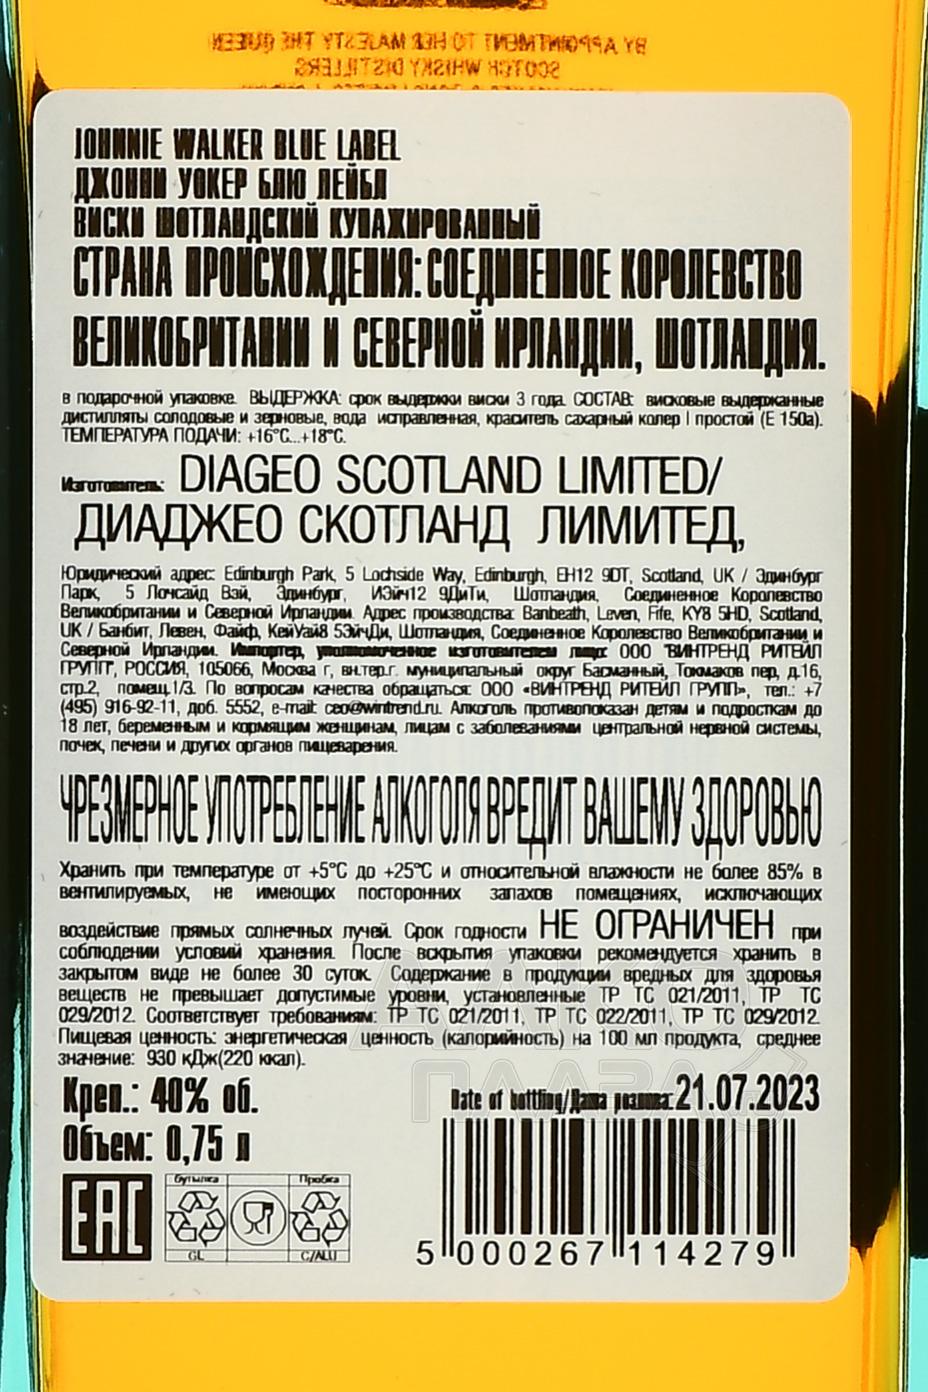 BY APPOINTMENT TO HER MAJESTY THE QUEEN
SCOTCH WHISKY DISTILLERS
JOHNNIE WALKER BLUE LABEL
ДЖОННИ УОКЕР БЛЮ ЛЕЙБЛ
ВИСКИ ШОТЛАНДСКИЙ КУПАЖИРОВАННЫЙ
СТРАНА ПРОИСХОЖДЕНИЯ: СОЕДИНЕННОЕ КОРОЛЕВСТВО
ВЕЛИКОБРИТАНИИ И СЕВЕРНОЙ ИРЛАНДИИ, ШОТЛАНДИЯ.
в подарочной упаковке. ВЫДЕРЖКА: срок выдержки виски 3 года. СОСТАВ: висковые выдержанные
дистилляты солодовые и зерновые, вода исправленная, краситель сахарный колер I простой (Е 150а).
ТЕМПЕРАТУРА ПОДАЧИ: +16°С...+18°С.
Изготовитель: DIAGEO SCOTLAND LIMITED/
ДИАДЖЕО СКОТЛАНД ЛИМИТЕД,
Юридический адрес: Edinburgh Park, 5 Lochside Way, Edinburgh, EH12 9DT, Scotland, UK / Эдинбург
Парк, 5 Лочсайд Вэй, Эдинбург, ИЭйч12 9ДиТи, Шотландия, Соединенное Королевство
Великобритании и Северной Ирландии. Адрес производства: Banbeath, Leven, Fife, KY8 5HD, Scotland,
UK / Банбит, Левен, Файф, КейУай8 5ЭйчДи, Шотландия, Соединенное Королевство Великобритании и
Северной Ирландии. Импортер, уполномоченное изготовителем лицо: ООО "ВИНТРЕНД РИТЕЙЛ
ГРУПП", РОССИЯ, 105066, Москва г, вн.тер.г. муниципальный округ Басманный, Токмаков пер, д.16,
стр.2, помещ.1/3. По вопросам качества обращаться: ООО «ВИНТРЕНД РИТЕЙЛ ГРУПП», тел.: +7
(495) 916-92-11, доб. 5552, e-mail: ceo@wintrend.ru. Алкоголь противопоказан детям и подросткам до
18 лет, беременным и кормящим женщинам, лицам с заболеваниями центральной нервной системы,
почек, печени и других органов пищеварения.
ЧРЕЗМЕРНОЕ УПОТРЕБЛЕНИЕ АЛКОГОЛЯ ВРЕДИТ ВАШЕМУ ЗДОРОВЬЮ
Хранить при температуре от +5°С до +25°С и относительной влажности не более 85% в
вентилируемых, не имеющих посторонних запахов помещениях, исключающих
воздействие прямых солнечных лучей. Срок годности НЕ ОГРАНИЧЕН при
соблюдении условий хранения. После вскрытия упаковки рекомендуется хранить в
закрытом виде не более 30 суток. Содержание в продукции вредных для здоровья
веществ не превышает допустимые уровни, установленные ТР ТС 021/2011, ТР ТС
029/2012. Соответствует требованиям: ТР ТС 021/2011, ТР ТС 022/2011, ТР ТС 029/2012.
Пищевая ценность: энергетическая ценность (калорийность) на 100 мл продукта, среднее
значение: 930 кДж(220 ккал).
Креп.: 40% об.
Date of bottling/Дата розлива: 21.07.2023
Объем: 0,75 л
EAC
бутылка Пробка
GL C/ALU
5 000267 114279
АЛКО
ПЛАЗА